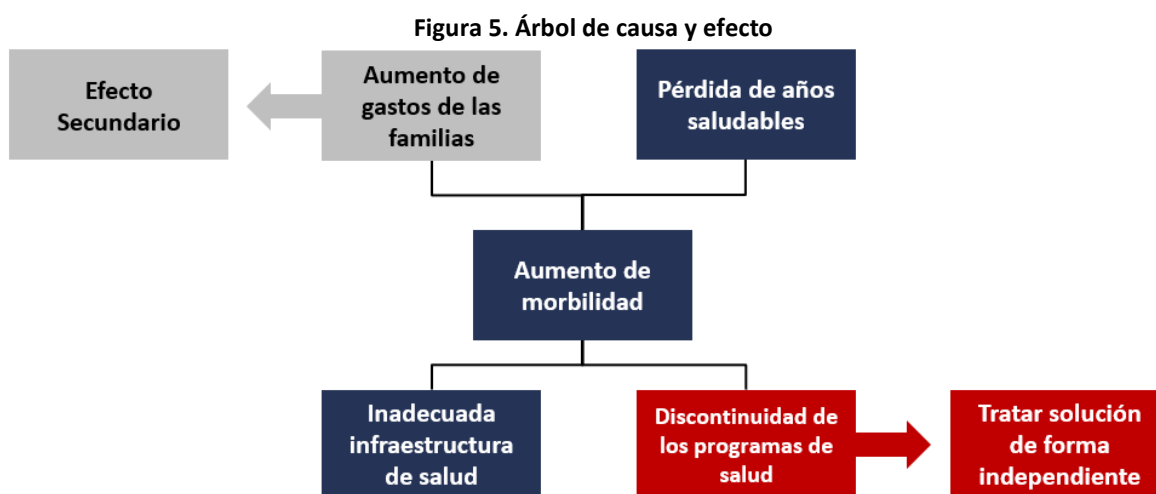 Figura 5. Árbol de causa y efecto
Efecto
Secundario
Aumento de
gastos de las
familias
Pérdida de años
saludables
Aumento de
morbilidad
Inadecuada
infraestructura
de salud
Discontinuidad de
los programas de
salud
Tratar solución
de forma
independiente